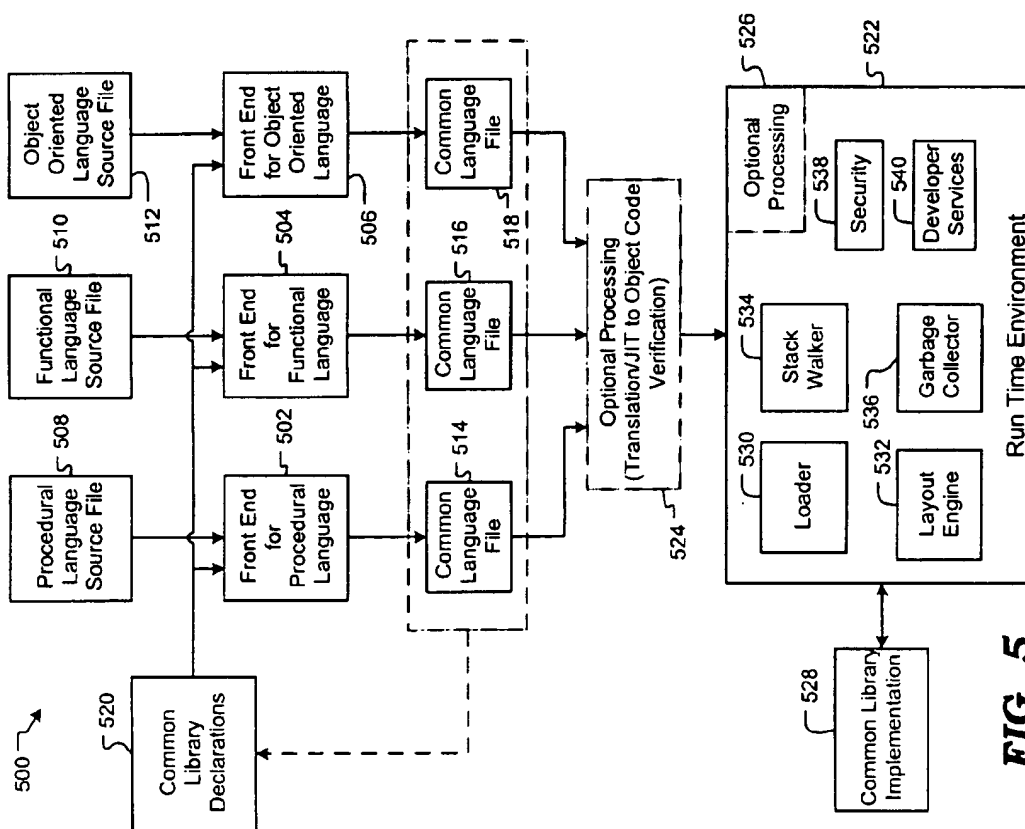 500
520
Common
Library
Declarations
Procedural
Language
Source File
508
Functional
Language
Source File
510
Object
Oriented
Language
Source File
512
Front End
for
Procedural
Language
502
Front End
for
Functional
Language
504
Front End
for Object
Oriented
Language
506
Common
Language
File
514
Common
Language
File
516
Common
Language
File
518
Optional Processing
(Translation/JIT to Object Code
Verification)
524
526
522
Optional
Processing
530
Loader
534
Stack
Walker
538
Security
532
Layout
Engine
536
Garbage
Collector
540
Developer
Services
Run Time Environment
528
Common Library
Implementation
FIG. 5